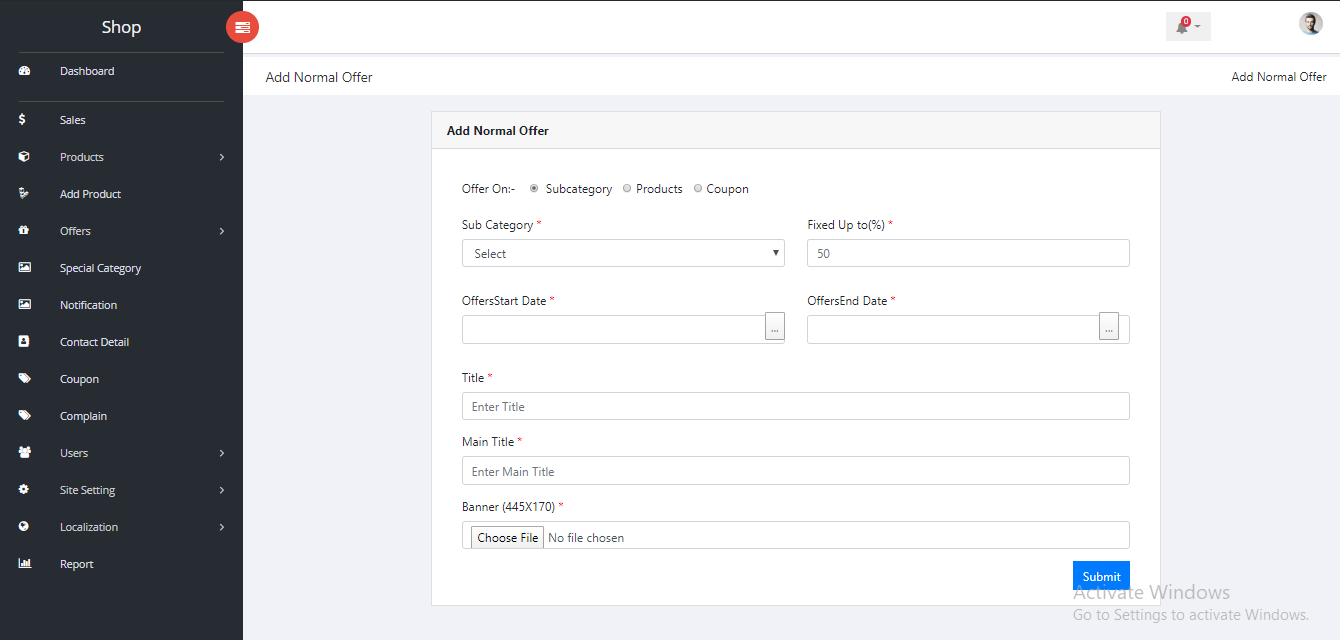 Shop
0
Dashboard
Add Normal Offer
Add Normal Offer
Sales
Products
Add Product
Offers
Special Category
Notification
Contact Detail
Coupon
Complain
Users
Site Setting
Localization
Report
Add Normal Offer
Offer On:- Subcategory Products Coupon
Sub Category * Fixed Up to(%) *
Select 50
OffersStart Date * OffersEnd Date *
... ...
Title *
Enter Title
Main Title *
Enter Main Title
Banner (445X170) *
Choose File No file chosen
Submit
Activate Windows
Go to Settings to activate Windows.